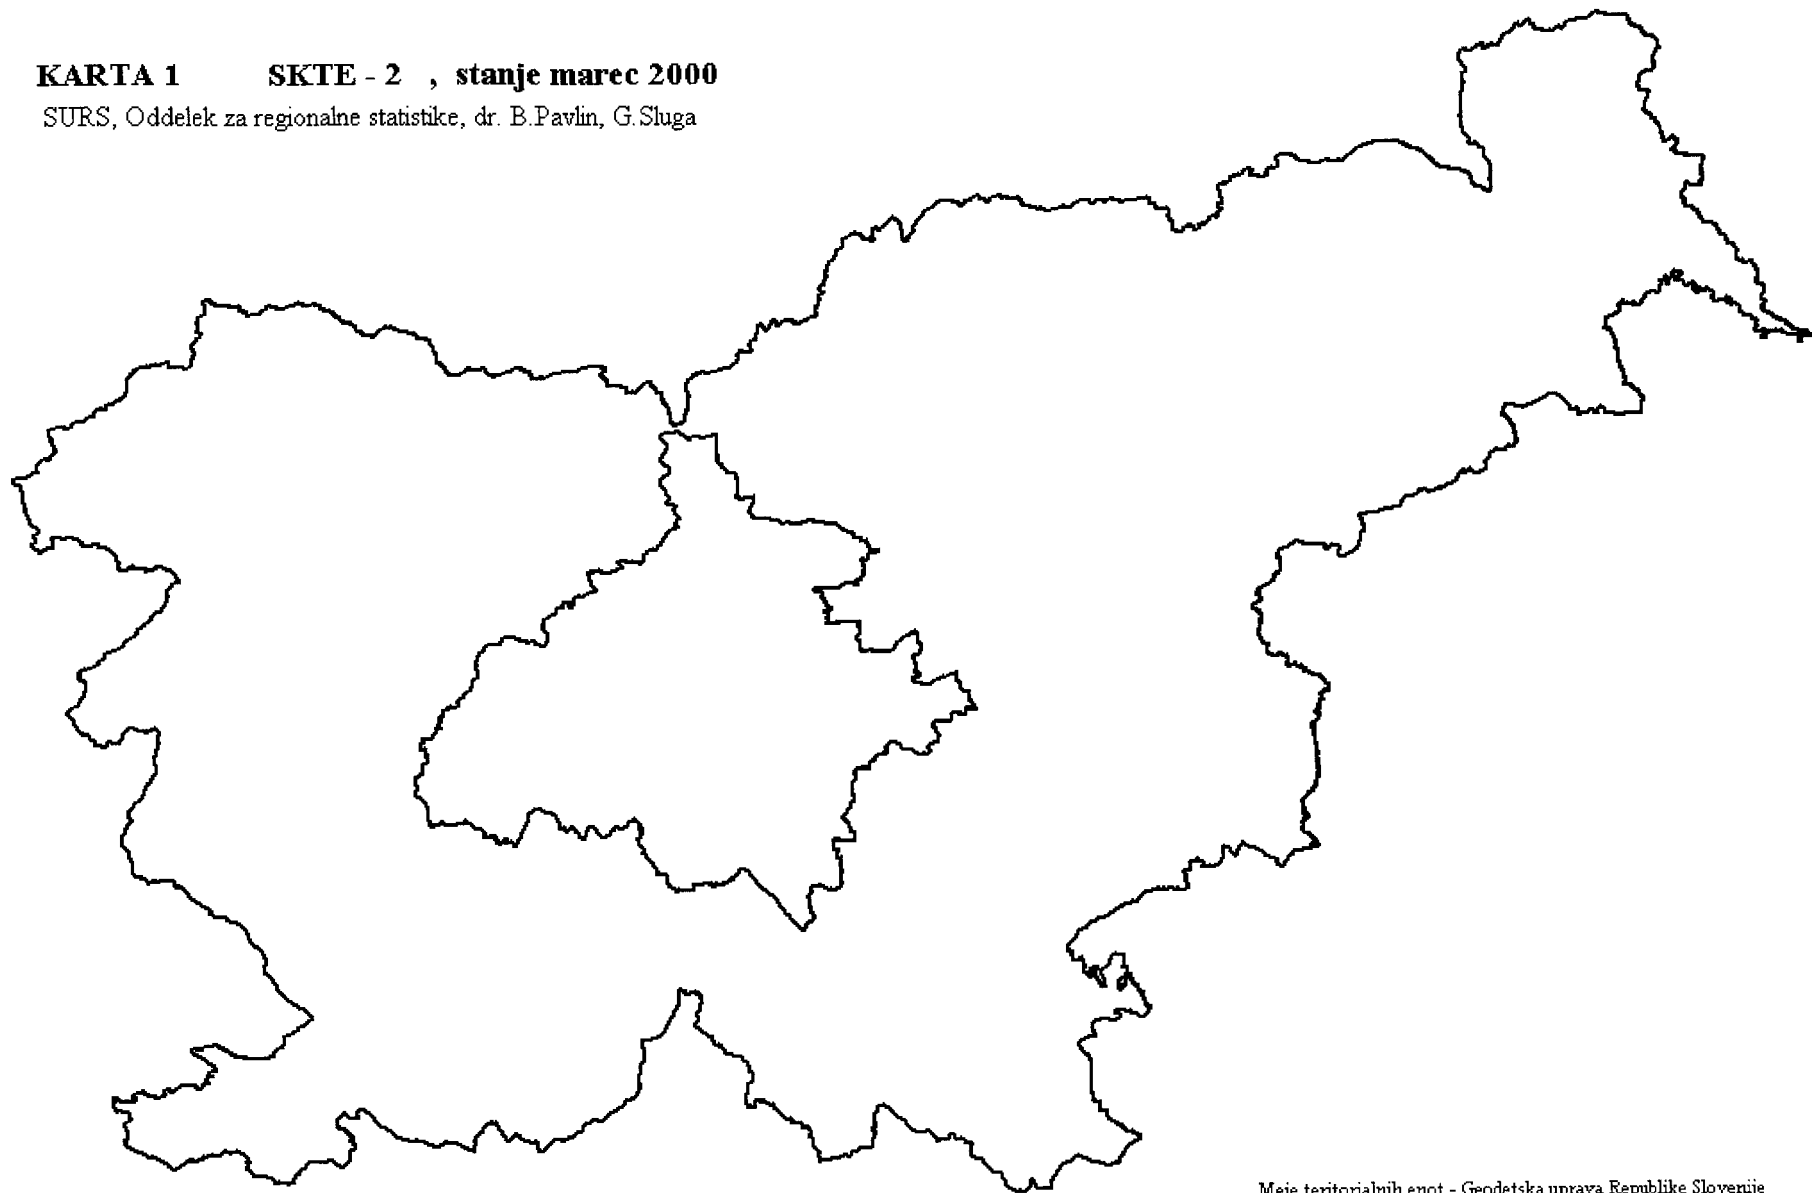 KARTA 1 SKTE - 2 , stanje marec 2000
SURS, Oddelek za regionalne statistike, dr. B.Pavlin, G.Sluga
Meje teritorialnih enot - Geodetska uprava Republike Slovenije